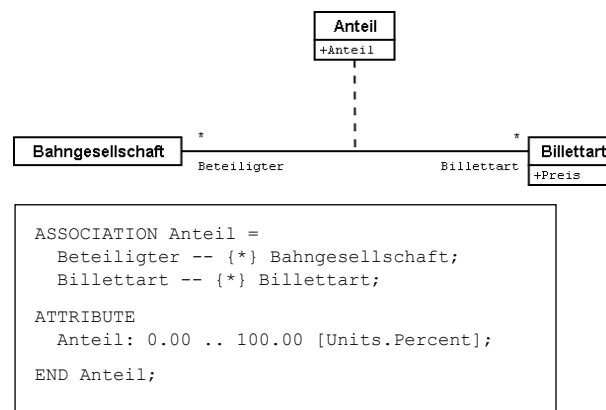 Anteil
+Anteil
* *
Bahngesellschaft Billettart
Beteiligter Billettart
+Preis
ASSOCIATION Anteil =
Beteiligter -- {*} Bahngesellschaft;
Billettart -- {*} Billettart;
ATTRIBUTE
Anteil: 0.00 .. 100.00 [Units.Percent];
END Anteil;